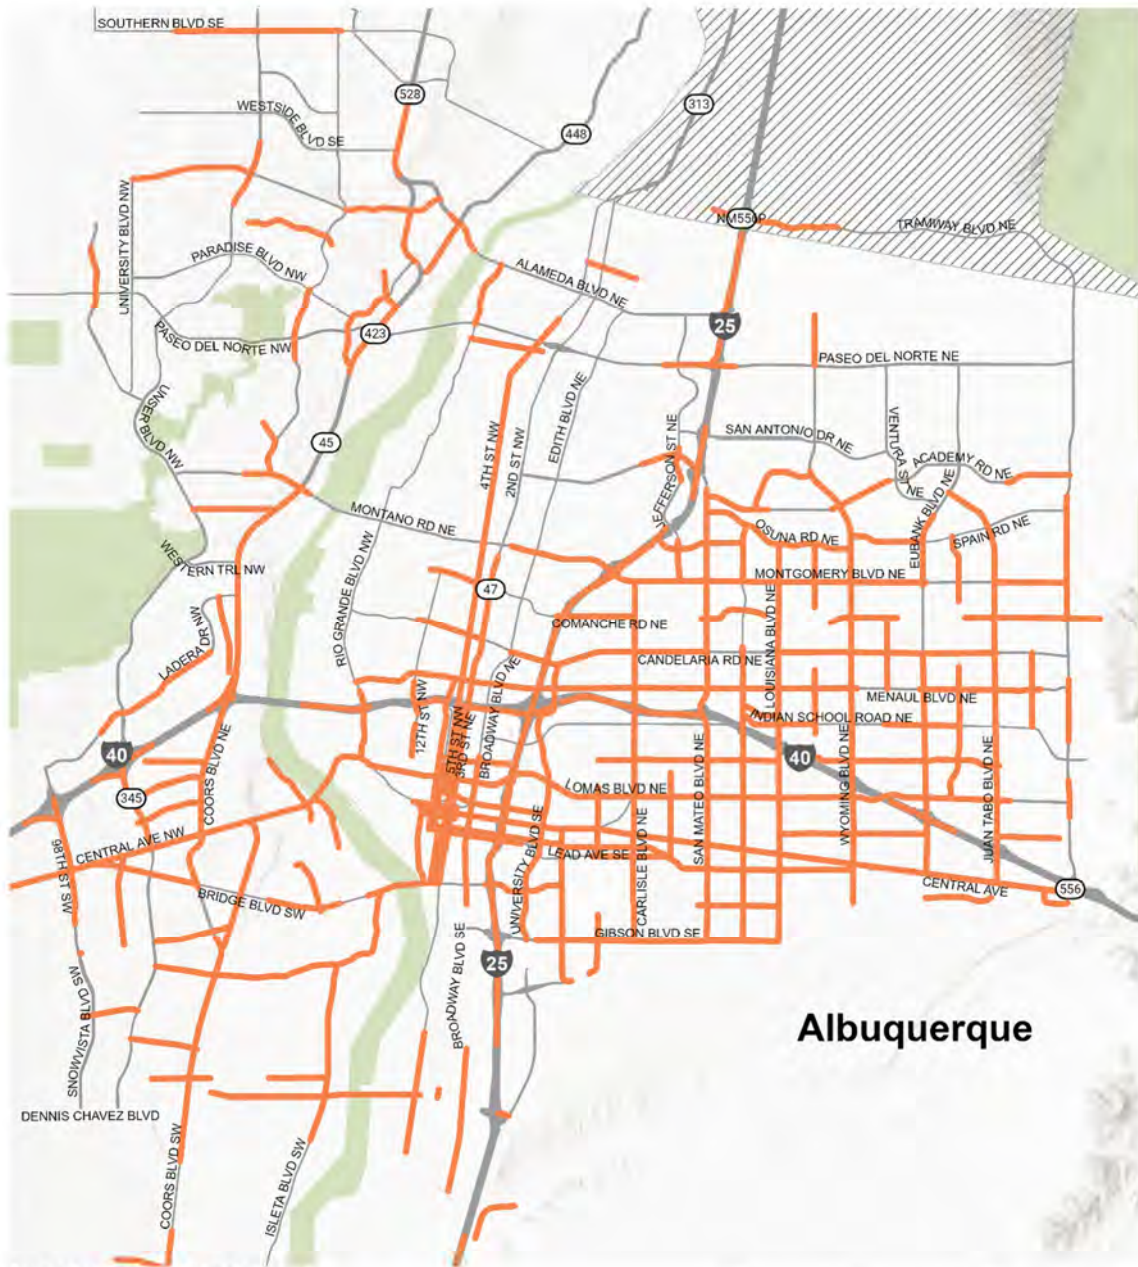 SOUTHERN BLVD SE
528
313
WESTSIDE BLVD SE
448
UNIVERSITY BLVD NW
NM556P
TRAMWAY BLVD NE
PARADISE BLVD NW
ALAMEDA BLVD NE
25
PASEO DEL NORTE NW
423
PASEO DEL NORTE NE
UNSER BLVD NW
45
4TH ST NW
2ND ST NW
EDITH BLVD NE
JEFFERSON ST NE
SAN ANTONIO DR NE
VENTURA ST NE
ACADEMY RD NE
EUBANK BLVD NE
MONTANO RD NE
OSUNA RD NE
SPAIN RD NE
WESTERN TRL NW
RIO GRANDE BLVD NW
47
MONTGOMERY BLVD NE
LADERA DR NW
COMANCHE RD NE
CANDELARIA RD NE
LOUISIANA BLVD NE
MENAUL BLVD NE
12TH ST NW
5TH ST NW
3RD ST NE
BROADWAY BLVD NE
INDIAN SCHOOL ROAD NE
40
COORS BLVD NE
40
345
LOMAS BLVD NE
SAN MATEO BLVD NE
WYOMING BLVD NE
JUAN TABO BLVD NE
CENTRAL AVE NW
98TH ST SW
LEAD AVE SE
UNIVERSITY BLVD SE
CARLISLE BLVD NE
CENTRAL AVE
556
BRIDGE BLVD SW
GIBSON BLVD SE
BROADWAY BLVD SE
25
SNOWVISTA BLVD SW
Albuquerque
DENNIS CHAVEZ BLVD
COORS BLVD SW
ISLETA BLVD SW